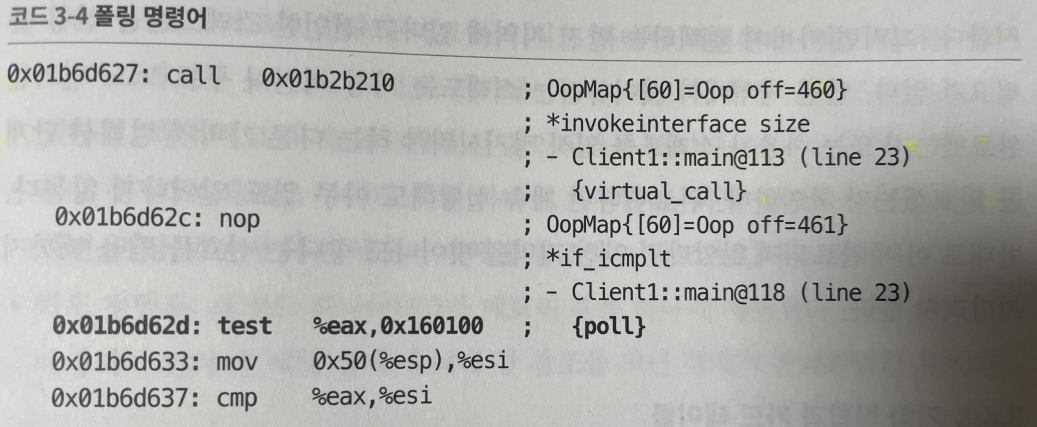 코드 3-4 폴링 명령어
0x01b6d627: call 0x01b2b210 ; OopMap{[60]=Oop off=460}
; *invokeinterface size
; - Client1::main@113 (line 23)
; {virtual_call}
0x01b6d62c: nop ; OopMap{[60]=Oop off=461}
; *if_icmplt
; - Client1::main@118 (line 23)
0x01b6d62d: test %eax,0x160100 ; {poll}
0x01b6d633: mov 0x50(%esp),%esi
0x01b6d637: cmp %eax,%esi